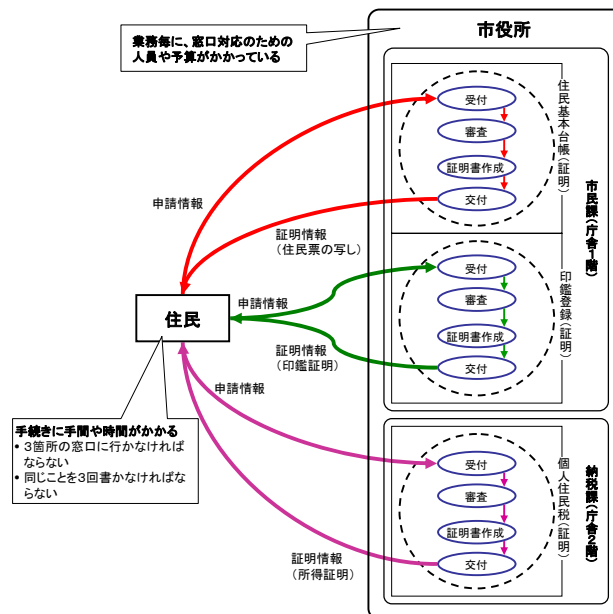 業務毎に、窓口対応のための
人員や予算がかかっている
市役所
受付
審査
証明書作成
交付
住民基本台帳(証明)
申請情報
証明情報
(住民票の写し)
市民課(庁舎1階)
受付
審査
証明書作成
交付
印鑑登録(証明)
申請情報
証明情報
(印鑑証明)
住民
申請情報
手続きに手間や時間がかかる
• 3箇所の窓口に行かなければ
ならない
• 同じことを3回書かなければな
らない
受付
審査
証明書作成
交付
個人住民税(証明)
納税課(庁舎2階)
証明情報
(所得証明)